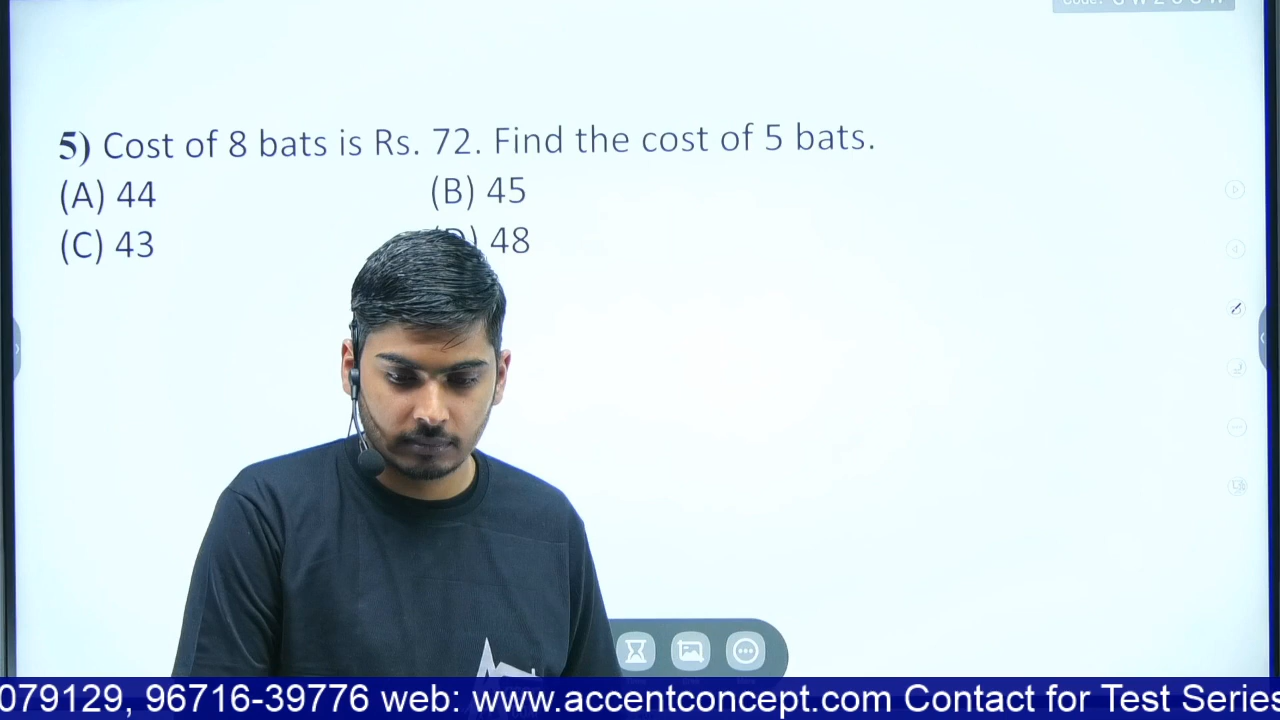 5) Cost of 8 bats is Rs. 72. Find the cost of 5 bats.
(A) 44 (B) 45
(C) 43 48
079129, 96716-39776 web: www.accentconcept.com Contact for Test Series